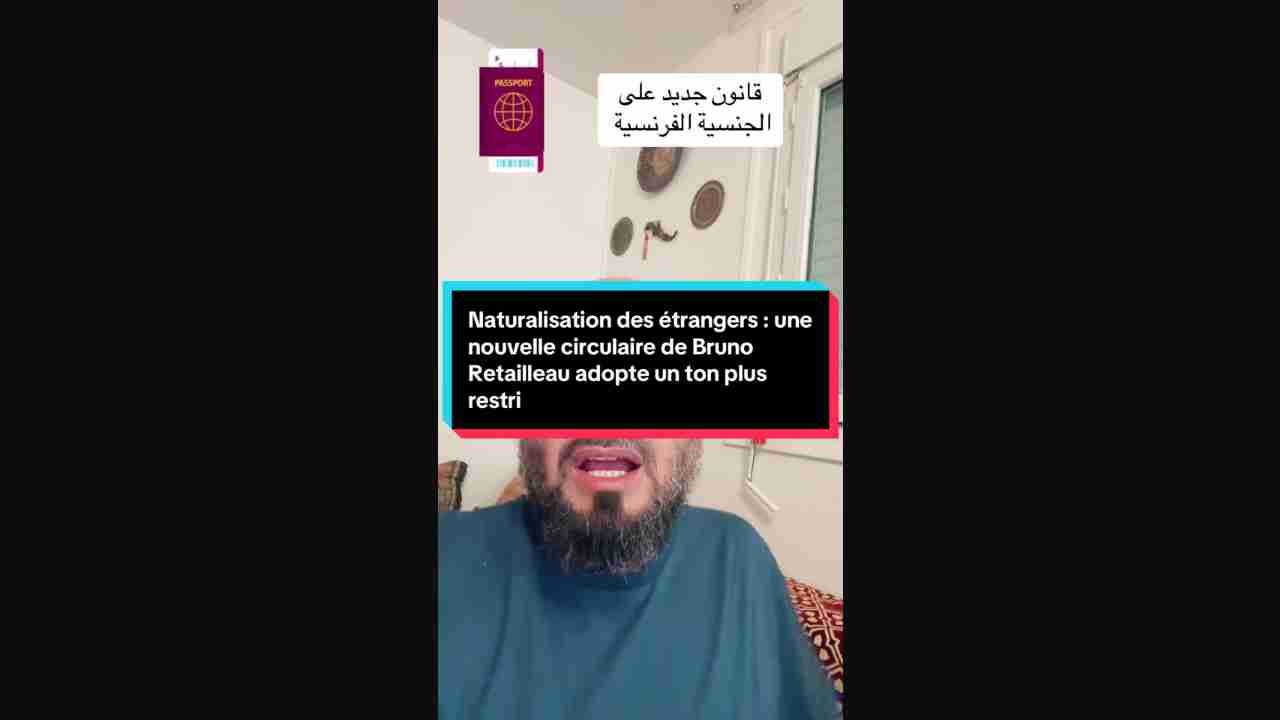 PASSPORT
قانون جديد على
الجنسية الفرنسية
Naturalisation des étrangers : une
nouvelle circulaire de Bruno
Retailleau adopte un ton plus
restri